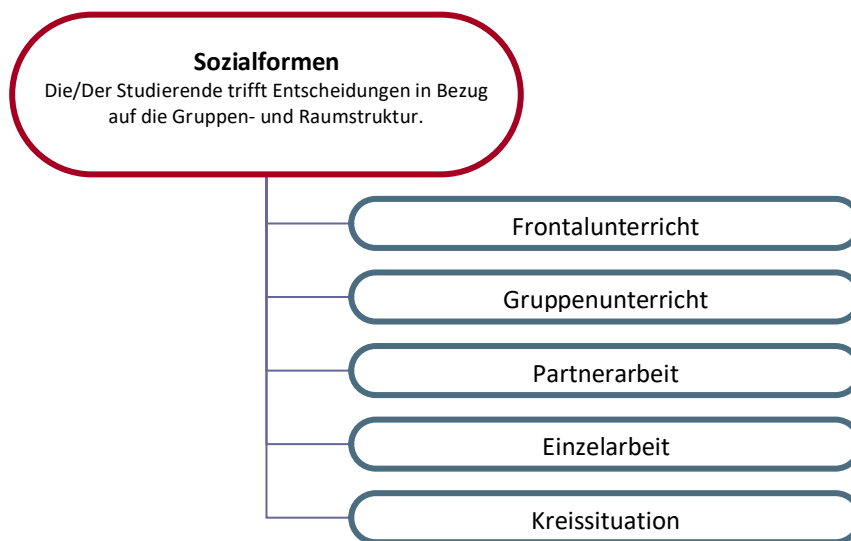 Sozialformen
Die/Der Studierende trifft Entscheidungen in Bezug
auf die Gruppen- und Raumstruktur.
Frontalunterricht
Gruppenunterricht
Partnerarbeit
Einzelarbeit
Kreissituation